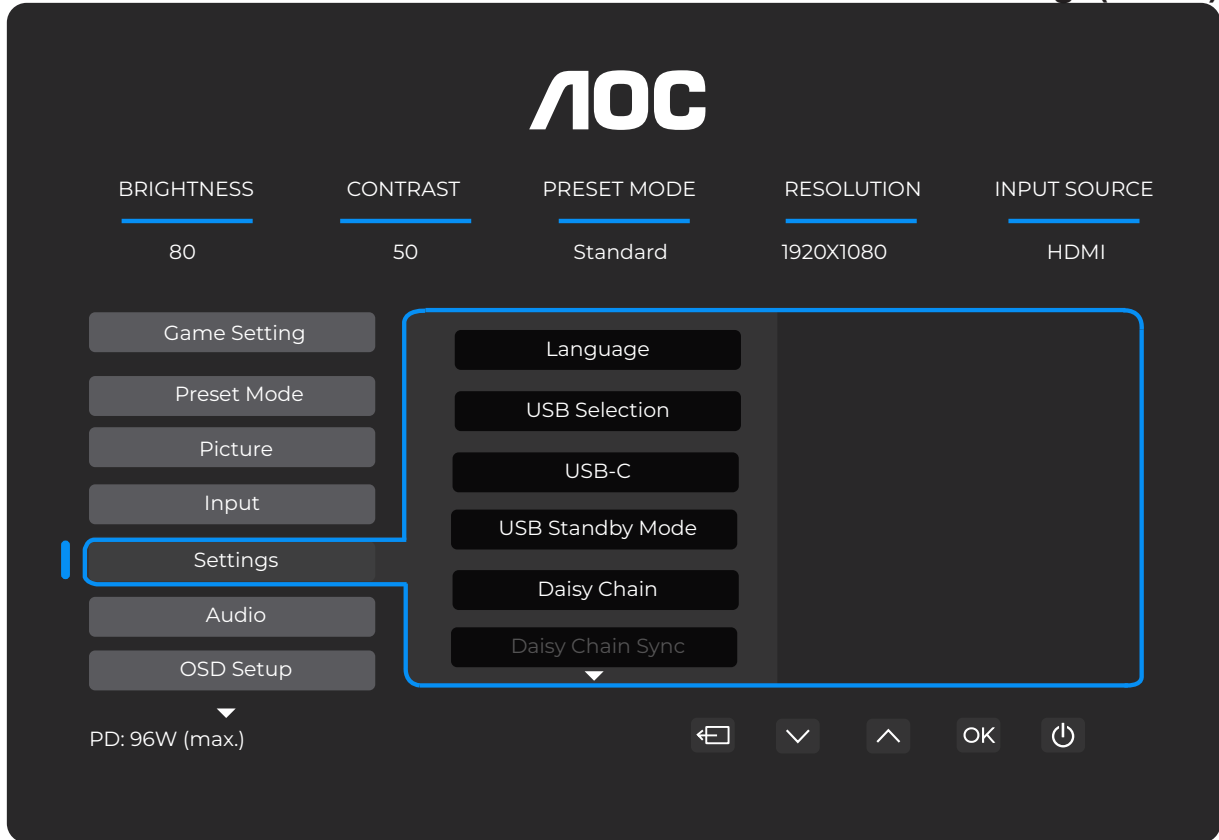 AOC
BRIGHTNESS CONTRAST PRESET MODE RESOLUTION INPUT SOURCE
80 50 Standard 1920X1080 HDMI
Game Setting
Preset Mode
Picture
Input
Settings
Audio
OSD Setup
Language
USB Selection
USB-C
USB Standby Mode
Daisy Chain
Daisy Chain Sync
PD: 96W (max.)
OK